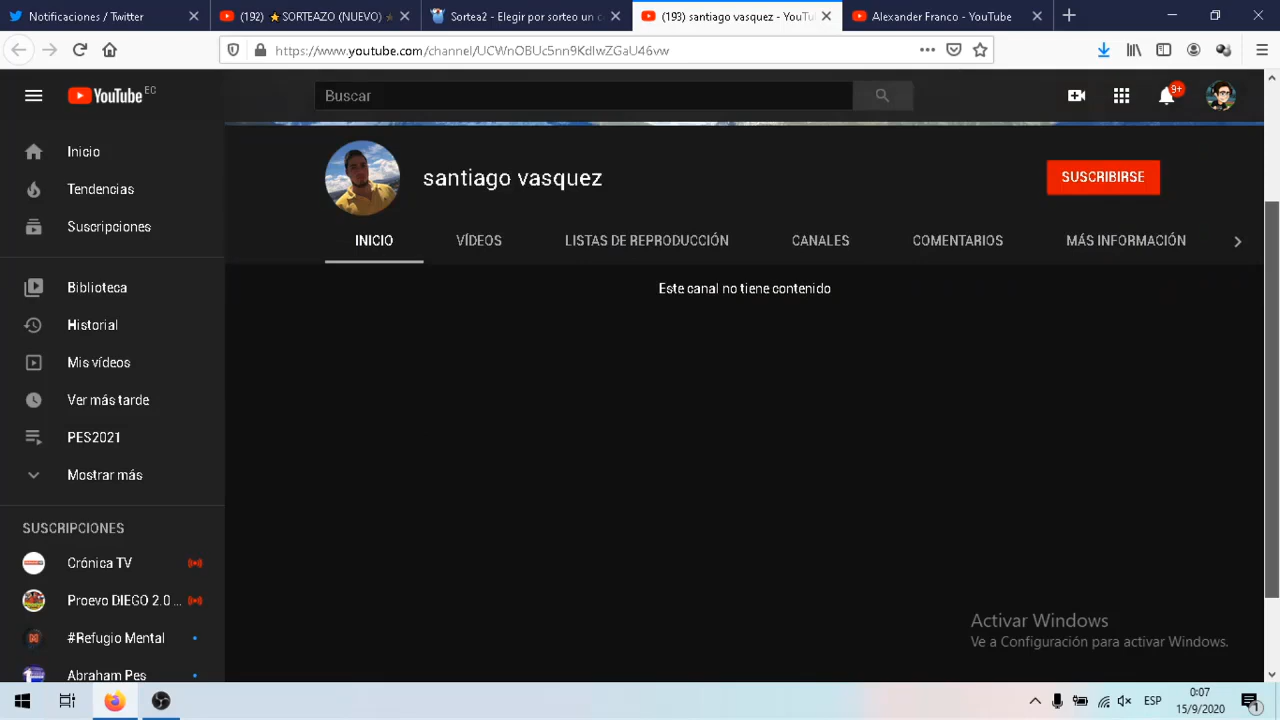 Notificaciones / Twitter
(192) ⭐SORTEAZO (NUEVO)
Sortea2 - Elegir por sorteo un c
(193) santiago vasquez - YouTu
Alexander Franco - YouTube
https://www.youtube.com/channel/UCWnOBUc5nn9KdlwZGaU46vw
YouTube EC
Buscar
9+
Inicio
Tendencias
Suscripciones
Biblioteca
Historial
Mis vídeos
Ver más tarde
PES2021
Mostrar más
SUSCRIPCIONES
Crónica TV
Proevo DIEGO 2.0 ...
#Refugio Mental
Abraham Pes
santiago vasquez
SUSCRIBIRSE
INICIO
VÍDEOS
LISTAS DE REPRODUCCIÓN
CANALES
COMENTARIOS
MÁS INFORMACIÓN
Este canal no tiene contenido
Activar Windows
Ve a Configuración para activar Windows.
ESP
0:07
15/9/2020
1